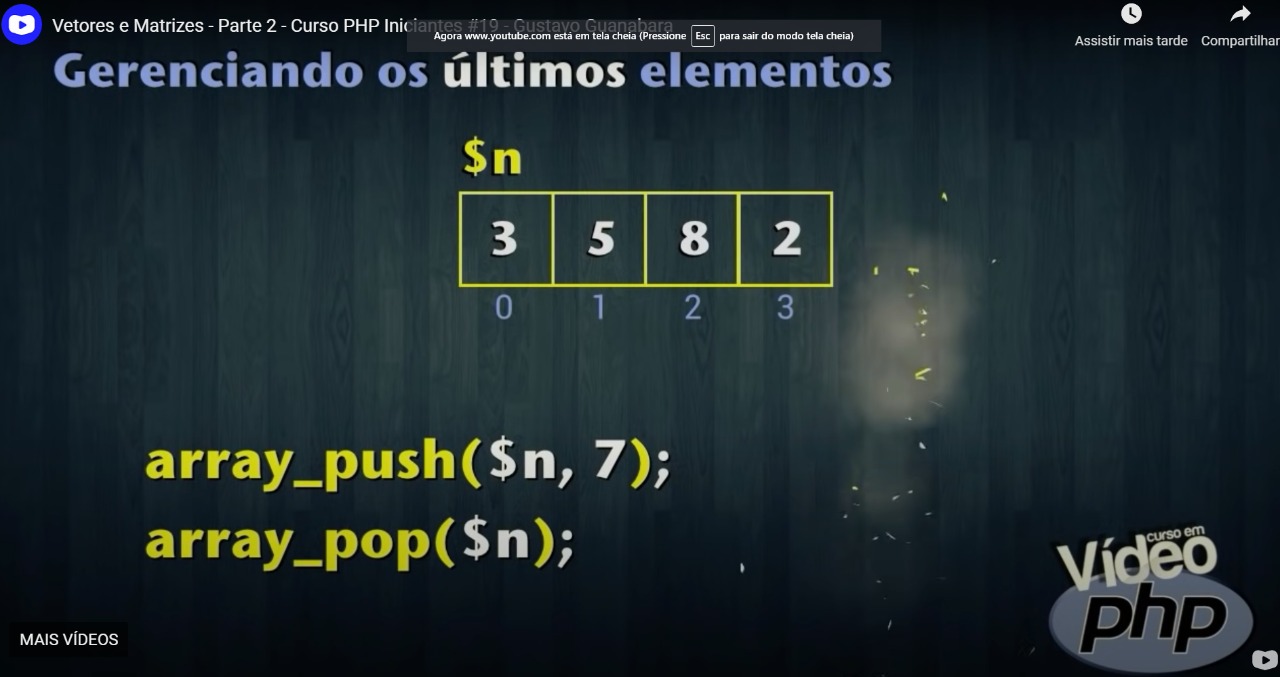 Vetores e Matrizes - Parte 2 - Curso PHP Iniciantes #19 - Gustavo Guanabara
Agora www.youtube.com está em tela cheia (Pressione Esc para sair do modo tela cheia)
Assistir mais tarde
Compartilhar
Gerenciando os últimos elementos
$n
3 5 8 2
0 1 2 3
array_push($n, 7);
array_pop($n);
curso em
Vídeo
php
MAIS VÍDEOS